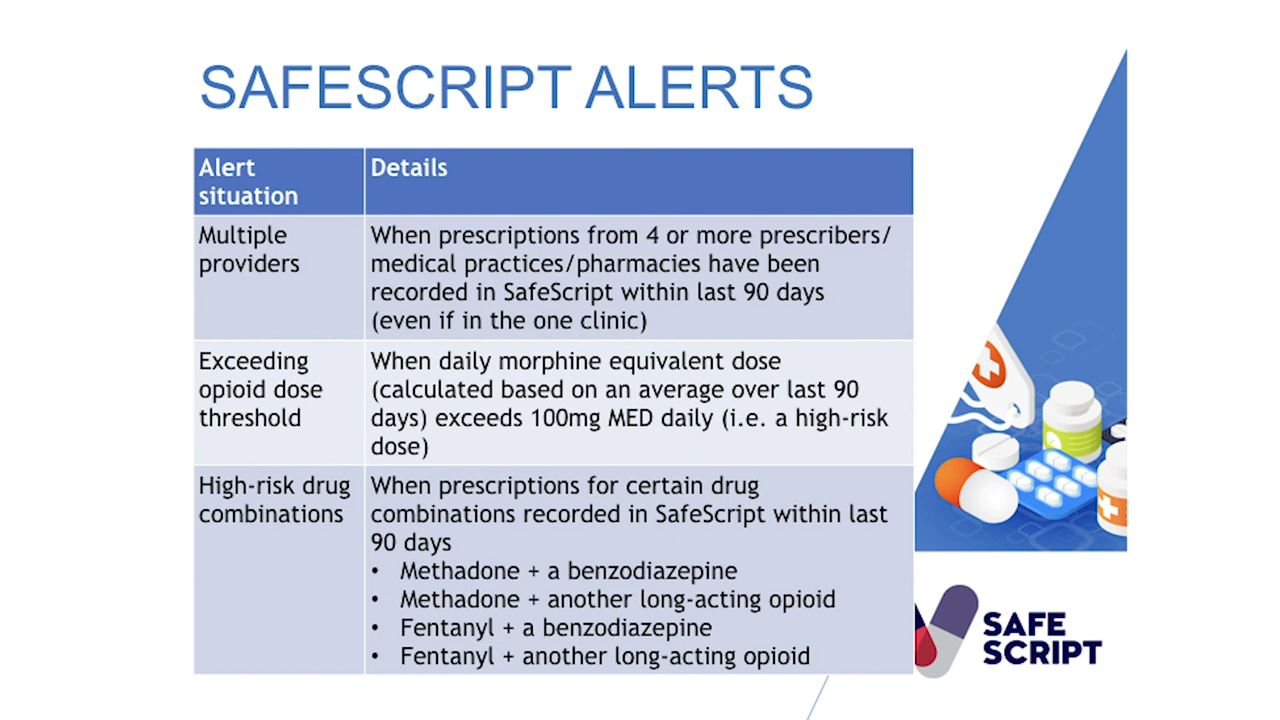 SAFESCRIPT ALERTS
Alert
situation
Details
Multiple
providers
When prescriptions from 4 or more prescribers/
medical practices/pharmacies have been
recorded in SafeScript within last 90 days
(even if in the one clinic)
Exceeding
opioid dose
threshold
When daily morphine equivalent dose
(calculated based on an average over last 90
days) exceeds 100mg MED daily (i.e. a high-risk
dose)
High-risk drug
combinations
When prescriptions for certain drug
combinations recorded in SafeScript within last
90 days
• Methadone + a benzodiazepine
• Methadone + another long-acting opioid
• Fentanyl + a benzodiazepine
• Fentanyl + another long-acting opioid
SAFE
SCRIPT